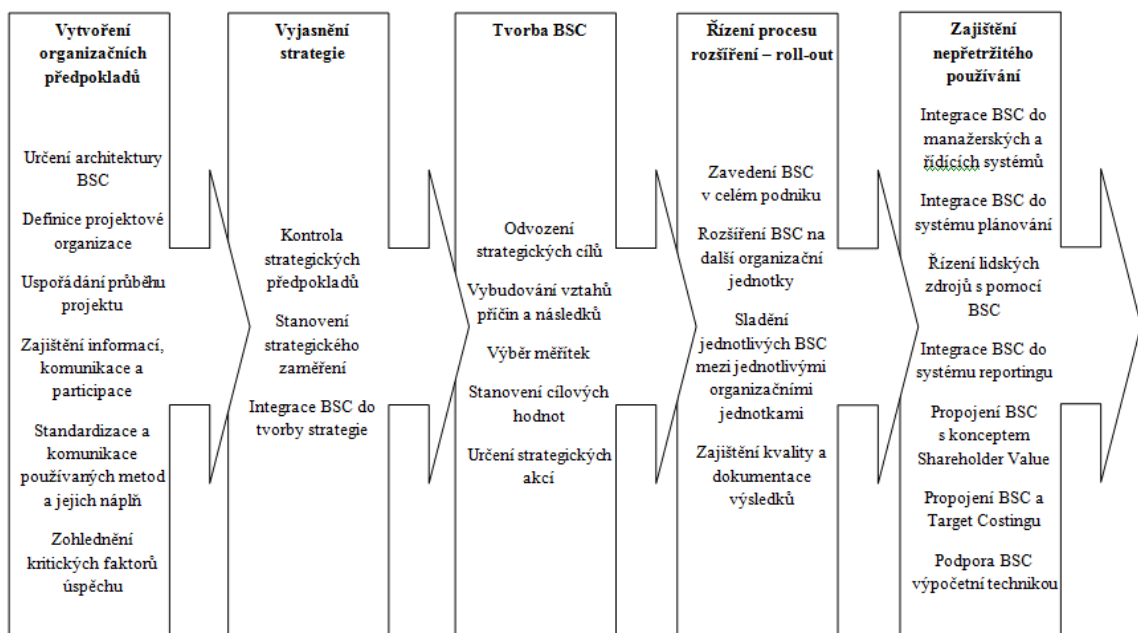 Vytvoření
organizačních
předpokladů
Určení architektury
BSC
Definice projektové
organizace
Uspořádání průběhu
projektu
Zajištění informací,
komunikace a
participace
Standardizace a
komunikace
používaných metod
a jejich náplň
Zohlednění
kritických faktorů
úspěchu
Vyjasnění
strategie
Kontrola
strategických
předpokladů
Stanovení
strategického
zaměření
Integrace BSC do
tvorby strategie
Tvorba BSC
Odvození
strategických cílů
Vybudování vztahů
příčin a následků
Výběr měřítek
Stanovení cílových
hodnot
Určení strategických
akcí
Řízení procesu
rozšíření – roll-out
Zavedení BSC
v celém podniku
Rozšíření BSC na
další organizační
jednotky
Sladění
jednotlivých BSC
mezi jednotlivými
organizačními
jednotkami
Zajištění kvality a
dokumentace
výsledků
Zajištění
nepřetržitého
používání
Integrace BSC do
manažerských a
řídících systémů
Integrace BSC do
systému plánování
Řízení lidských
zdrojů s pomocí
BSC
Integrace BSC do
systému reportingu
Propojení BSC
s konceptem
Shareholder Value
Propojení BSC a
Target Costingu
Podpora BSC
výpočetní technikou